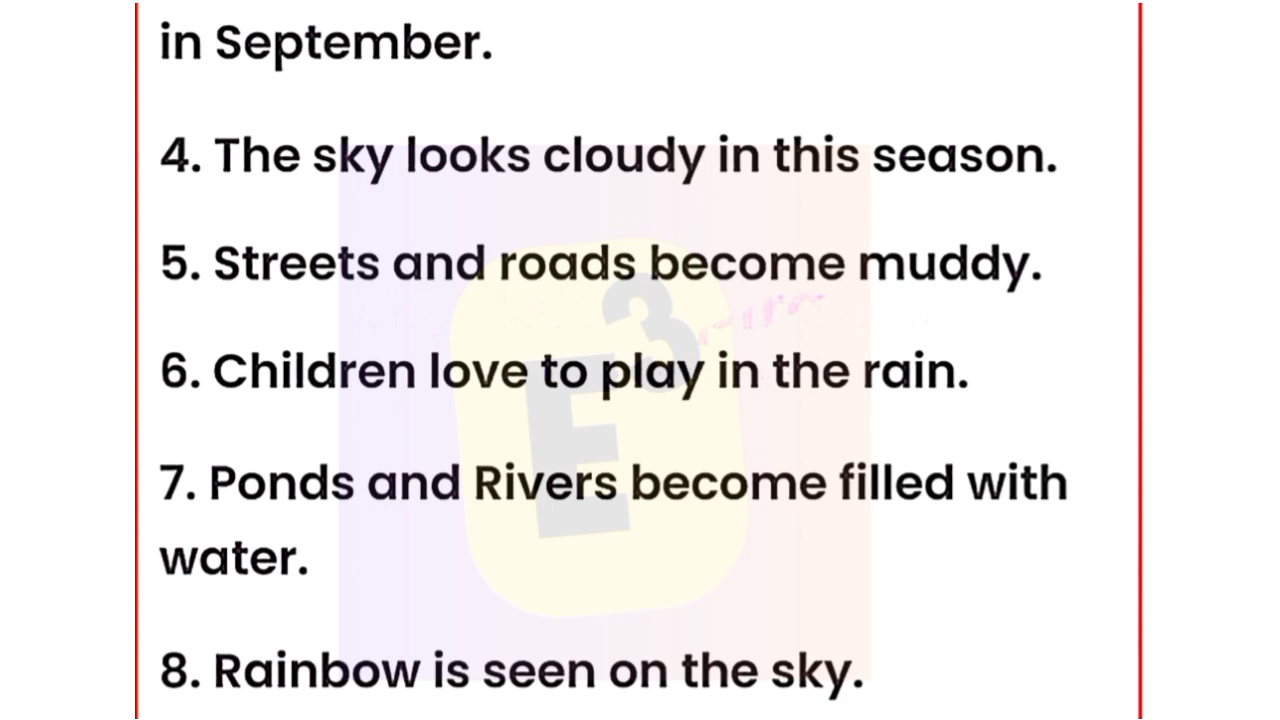 in September.
4. The sky looks cloudy in this season.
5. Streets and roads become muddy.
6. Children love to play in the rain.
7. Ponds and Rivers become filled with
water.
8. Rainbow is seen on the sky.
E3